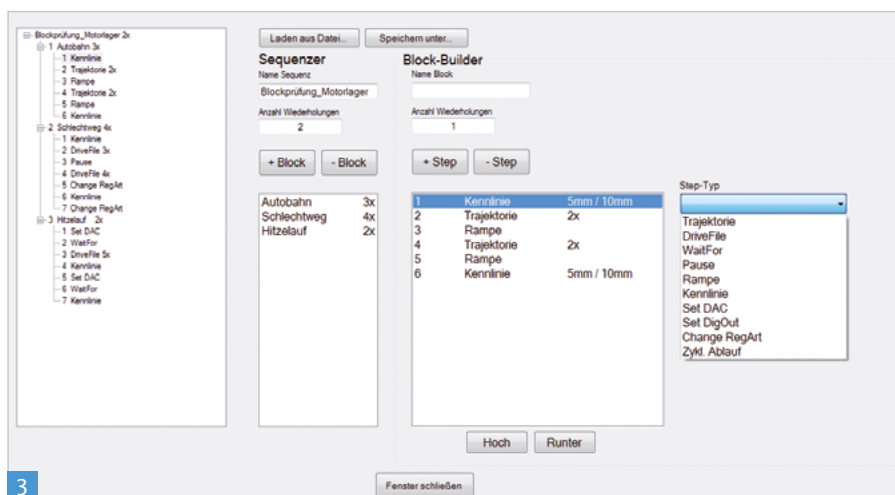 Blockprüfung_Motorlager 2x
1 Autobahn 3x
1 Kennlinie
2 Trajektorie 2x
3 Rampe
4 Trajektorie 2x
5 Rampe
6 Kennlinie
2 Schlechtweg 4x
1 Kennlinie
2 DriveFile 3x
3 Pause
4 DriveFile 4x
5 Change RegArt
6 Kennlinie
7 Change RegArt
3 Hitzelauf 2x
1 Set DAC
2 WaitFor
3 DriveFile 5x
4 Kennlinie
5 Set DAC
6 WaitFor
7 Kennlinie
Laden aus Datei... Speichern unter...
Sequenzer
Name Sequenz
Blockprüfung_Motorlager
Anzahl Wiederholungen
2
+ Block - Block
Autobahn 3x
Schlechtweg 4x
Hitzelauf 2x
Block-Builder
Name Block
Anzahl Wiederholungen
1
+ Step - Step
1 Kennlinie 5mm / 10mm
2 Trajektorie 2x
3 Rampe
4 Trajektorie 2x
5 Rampe
6 Kennlinie 5mm / 10mm
Step-Typ
Trajektorie
DriveFile
WaitFor
Pause
Rampe
Kennlinie
Set DAC
Set DigOut
Change RegArt
Zykl. Ablauf
Hoch Runter
Fenster schließen
3